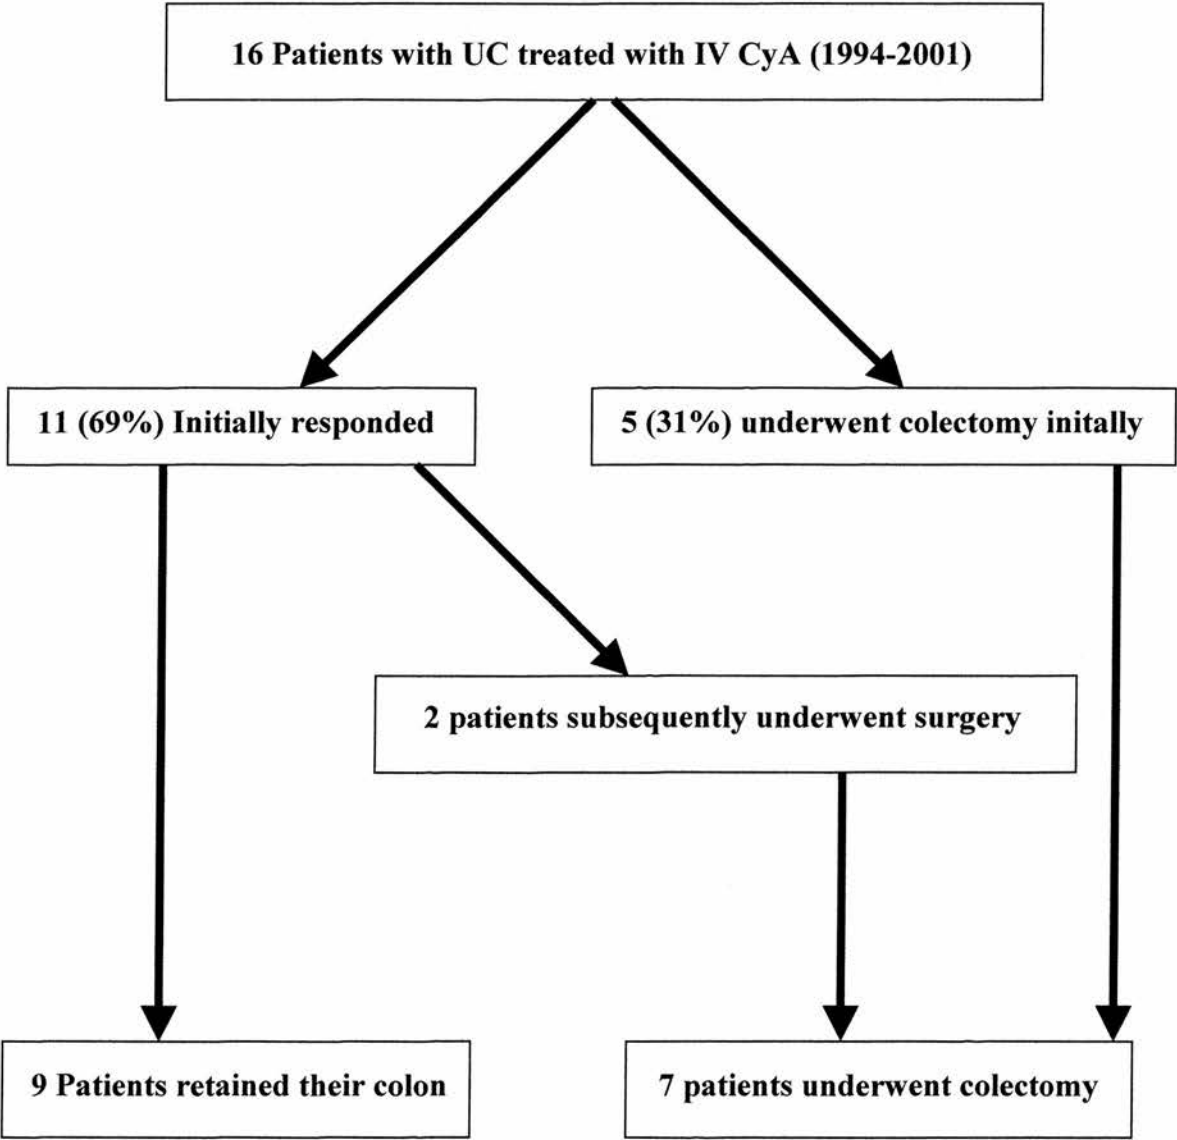 16 Patients with UC treated with IV CyA (1994-2001)
11 (69%) Initially responded
5 (31%) underwent colectomy initally
2 patients subsequently underwent surgery
9 Patients retained their colon
7 patients underwent colectomy